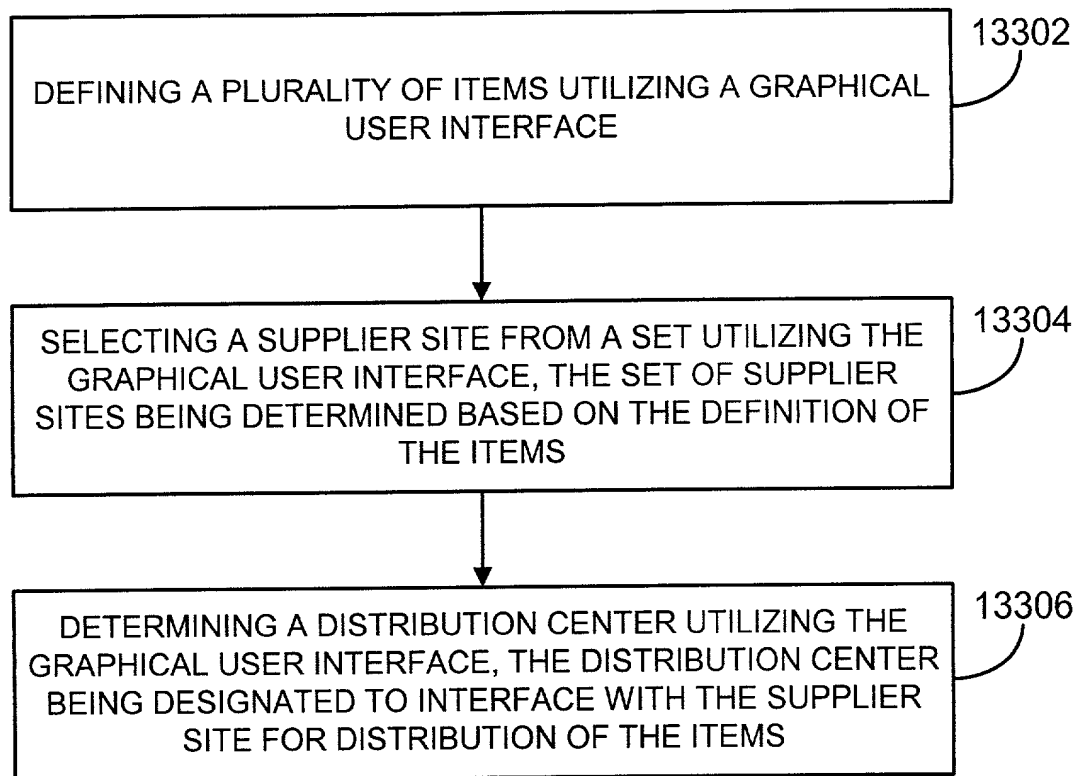 13302
DEFINING A PLURALITY OF ITEMS UTILIZING A GRAPHICAL
USER INTERFACE
13304
SELECTING A SUPPLIER SITE FROM A SET UTILIZING THE
GRAPHICAL USER INTERFACE, THE SET OF SUPPLIER
SITES BEING DETERMINED BASED ON THE DEFINITION OF
THE ITEMS
13306
DETERMINING A DISTRIBUTION CENTER UTILIZING THE
GRAPHICAL USER INTERFACE, THE DISTRIBUTION CENTER
BEING DESIGNATED TO INTERFACE WITH THE SUPPLIER
SITE FOR DISTRIBUTION OF THE ITEMS